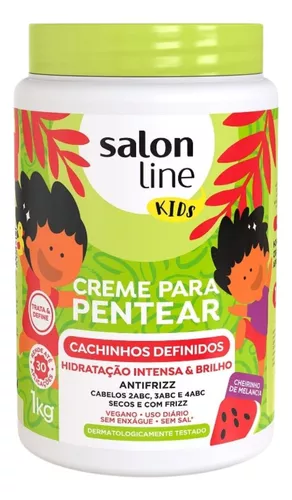 salon
line
KIDS
CREME PARA
PENTEAR
TRATA &
DEFINE
CACHINHOS DEFINIDOS
HIDRATAÇÃO INTENSA & BRILHO
30
ANTIFRIZZ
CABELOS 2ABC, 3ABC E 4ABC
SECOS E COM FRIZZ
CHEIRINHO
DE MELANCIA
1kg
VEGANO • USO DIÁRIO
SEM ENXÁGUE • SEM SAL*
DERMATOLOGICAMENTE TESTADO